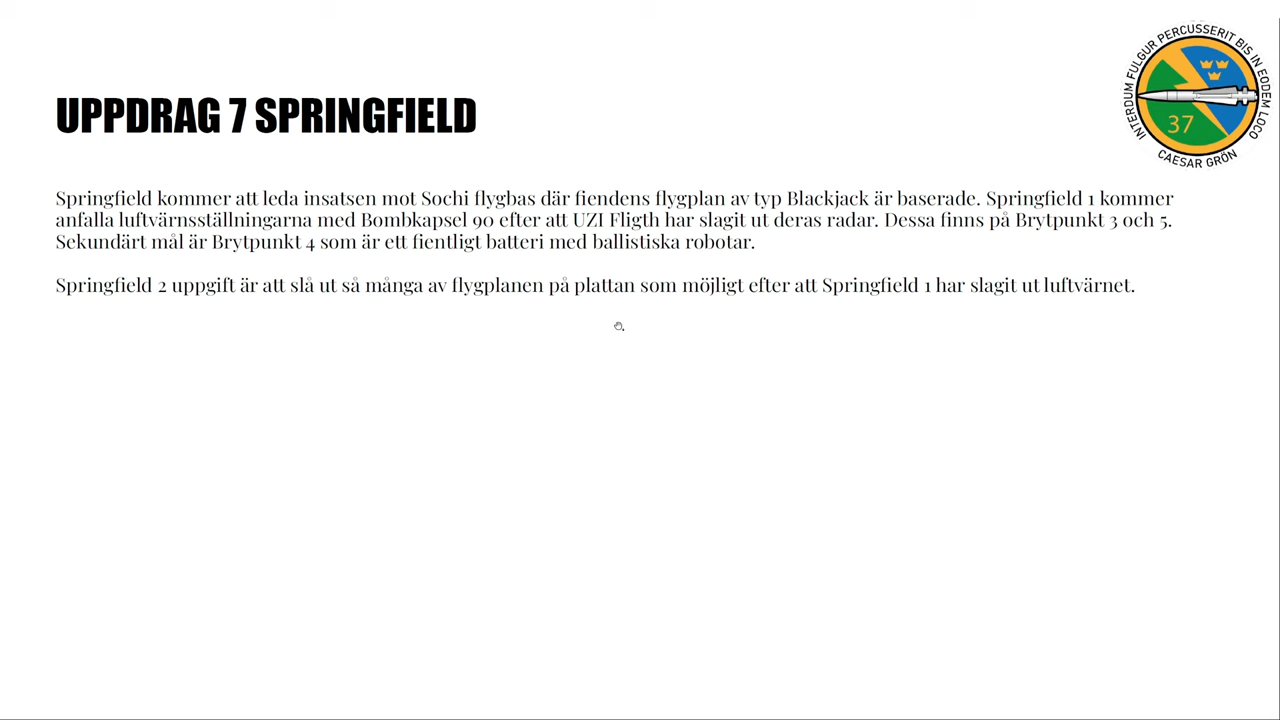 UPPDRAG 7 SPRINGFIELD
INTERDUM FULGUR PERCUSSERIT BIS IN EODEM LOCO
37
CAESAR GRÖN
Springfield kommer att leda insatsen mot Sochi flygbas där fiendens flygplan av typ Blackjack är baserade. Springfield 1 kommer
anfalla luftvärnsställningarna med Bombkapsel 90 efter att UZI Fligth har slagit ut deras radar. Dessa finns på Brytpunkt 3 och 5.
Sekundärt mål är Brytpunkt 4 som är ett fientligt batteri med ballistiska robotar.
Springfield 2 uppgift är att slå ut så många av flygplanen på plattan som möjligt efter att Springfield 1 har slagit ut luftvärnet.